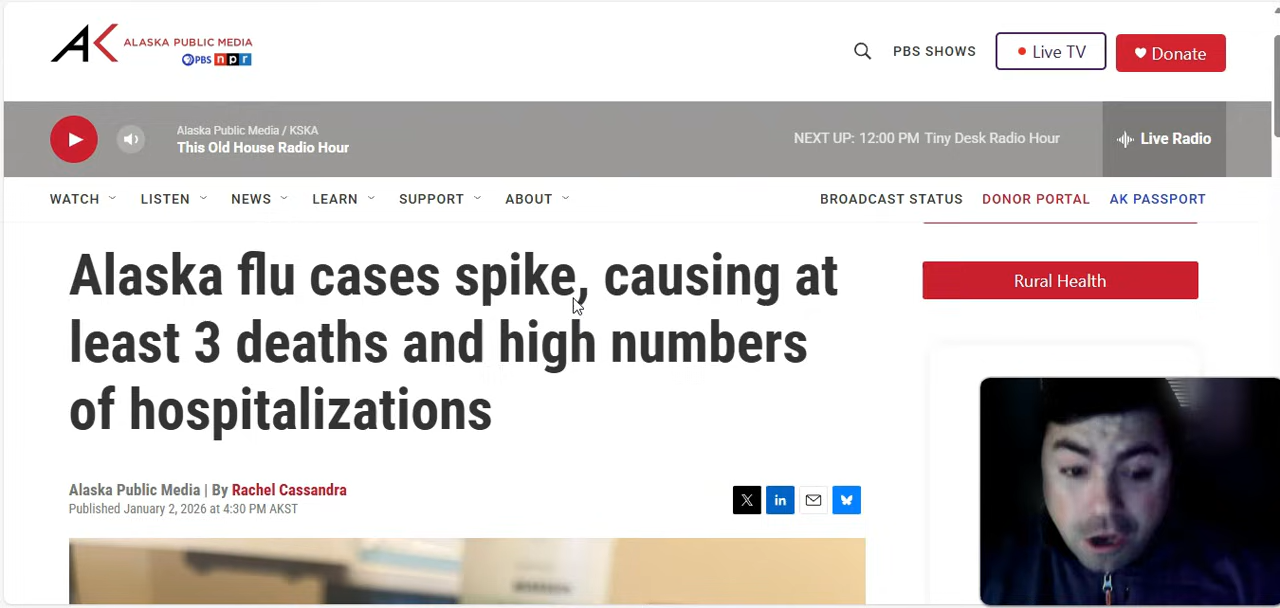 AK ALASKA PUBLIC MEDIA
PBS npr
PBS SHOWS
Live TV
Donate
Alaska Public Media / KSKA
This Old House Radio Hour
NEXT UP: 12:00 PM Tiny Desk Radio Hour
Live Radio
WATCH LISTEN NEWS LEARN SUPPORT ABOUT BROADCAST STATUS DONOR PORTAL AK PASSPORT
Alaska flu cases spike, causing at
least 3 deaths and high numbers
of hospitalizations
Rural Health
Alaska Public Media | By Rachel Cassandra
Published January 2, 2026 at 4:30 PM AKST
X in